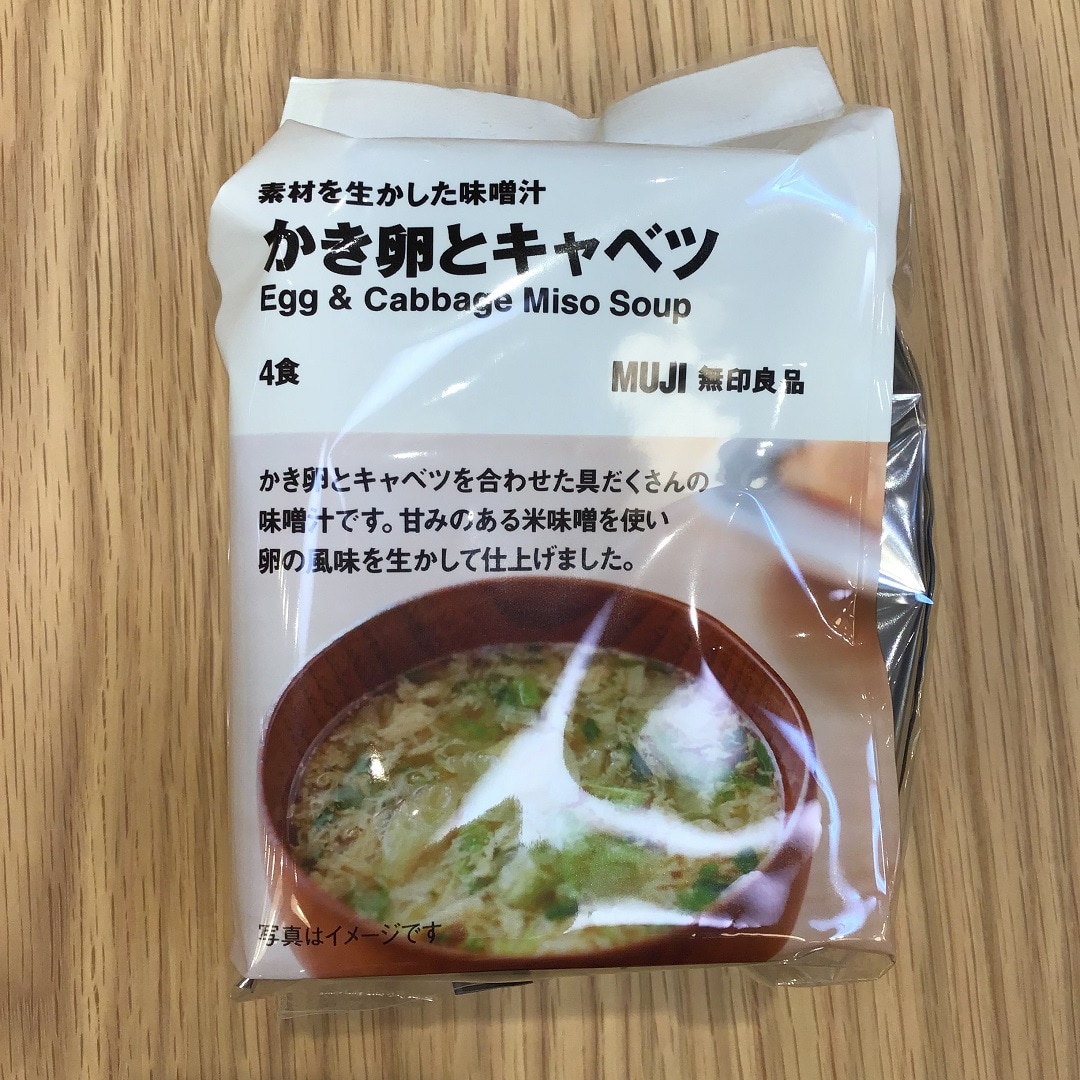 素材を生かした味噌汁
かき卵とキャベツ
Egg & Cabbage Miso Soup
4食
MUJI 無印良品
かき卵とキャベツを合わせた具だくさんの
味噌汁です。甘みのある米味噌を使い
卵の風味を生かして仕上げました。
写真はイメージです